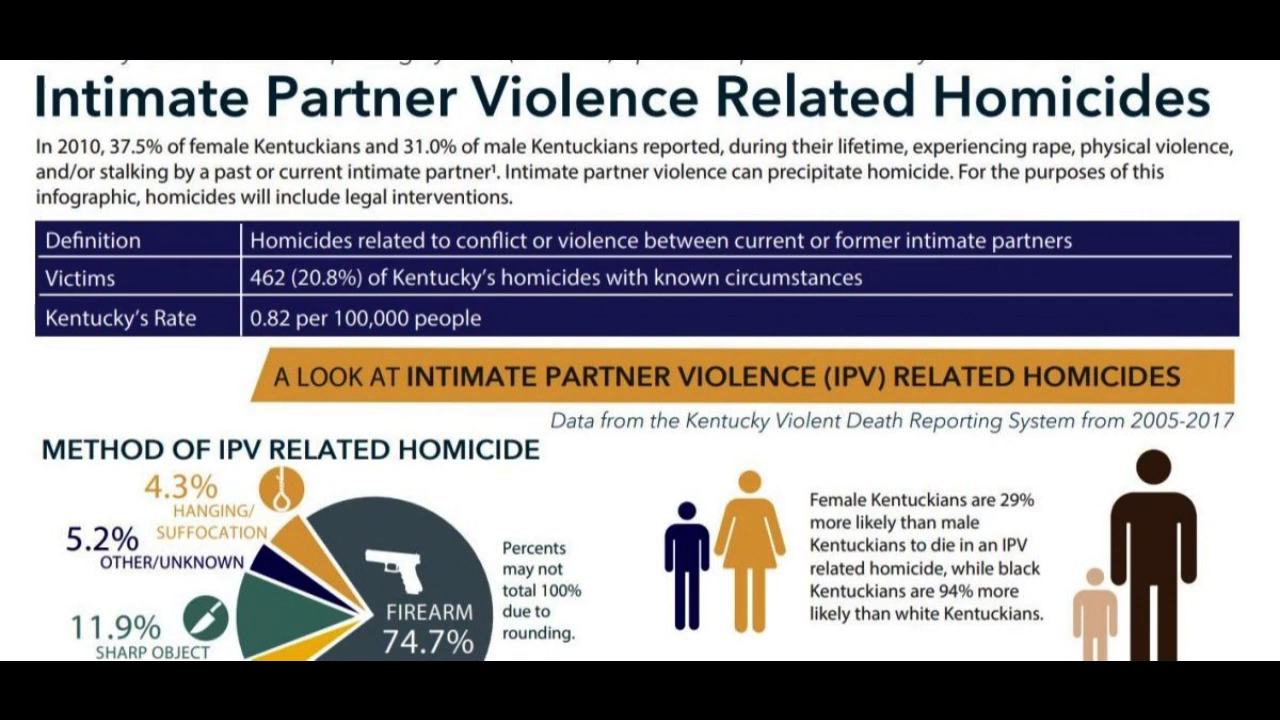 Intimate Partner Violence Related Homicides
In 2010, 37.5% of female Kentuckians and 31.0% of male Kentuckians reported, during their lifetime, experiencing rape, physical violence,
and/or stalking by a past or current intimate partner¹. Intimate partner violence can precipitate homicide. For the purposes of this
infographic, homicides will include legal interventions.
Definition Homicides related to conflict or violence between current or former intimate partners
Victims 462 (20.8%) of Kentucky's homicides with known circumstances
Kentucky's Rate 0.82 per 100,000 people
A LOOK AT INTIMATE PARTNER VIOLENCE (IPV) RELATED HOMICIDES
Data from the Kentucky Violent Death Reporting System from 2005-2017
METHOD OF IPV RELATED HOMICIDE
4.3%
HANGING/
SUFFOCATION
5.2%
OTHER/UNKNOWN
11.9%
SHARP OBJECT
FIREARM
74.7%
Percents
may not
total 100%
due to
rounding.
Female Kentuckians are 29%
more likely than male
Kentuckians to die in an IPV
related homicide, while black
Kentuckians are 94% more
likely than white Kentuckians.